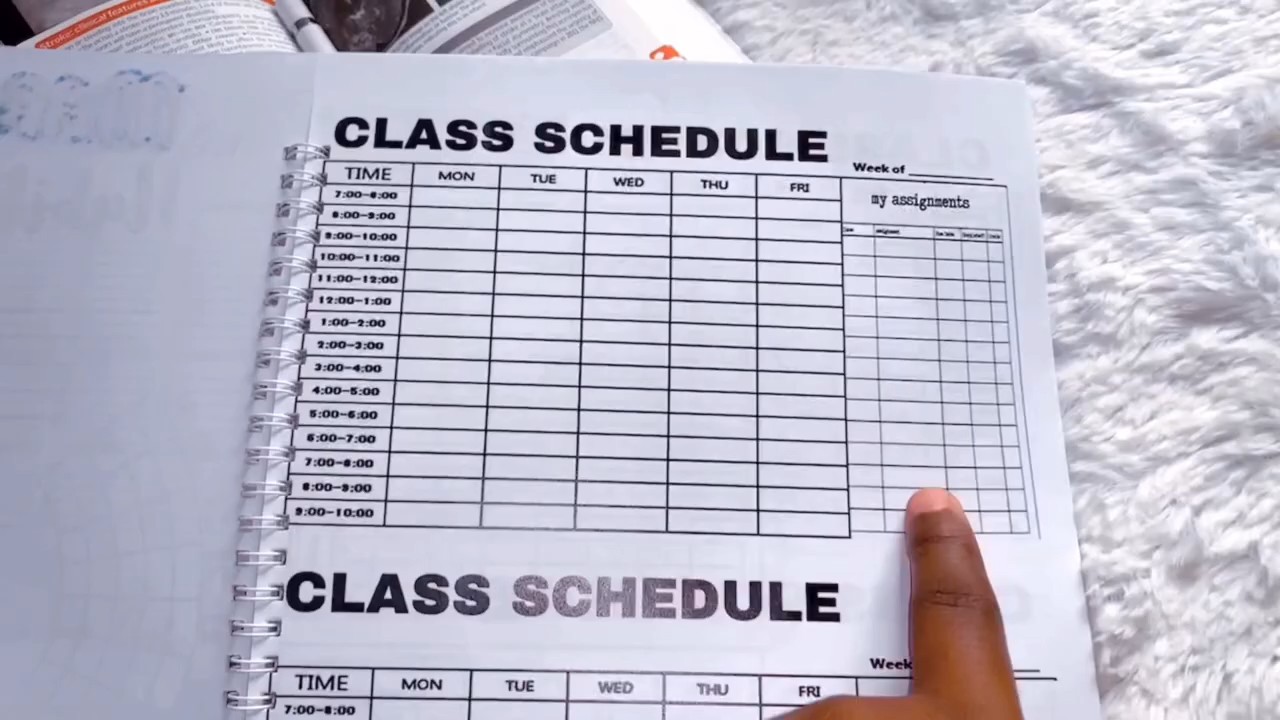 Stroke: clinical features
CLASS SCHEDULE
Week of
TIME MON TUE WED THU FRI
my assignments
7:00-8:00
8:00-9:00
9:00-10:00
10:00-11:00
11:00-12:00
12:00-1:00
1:00-2:00
2:00-3:00
3:00-4:00
4:00-5:00
5:00-6:00
6:00-7:00
7:00-8:00
8:00-9:00
9:00-10:00
CLASS SCHEDULE
Week
TIME MON TUE WED THU FRI
7:00-8:00